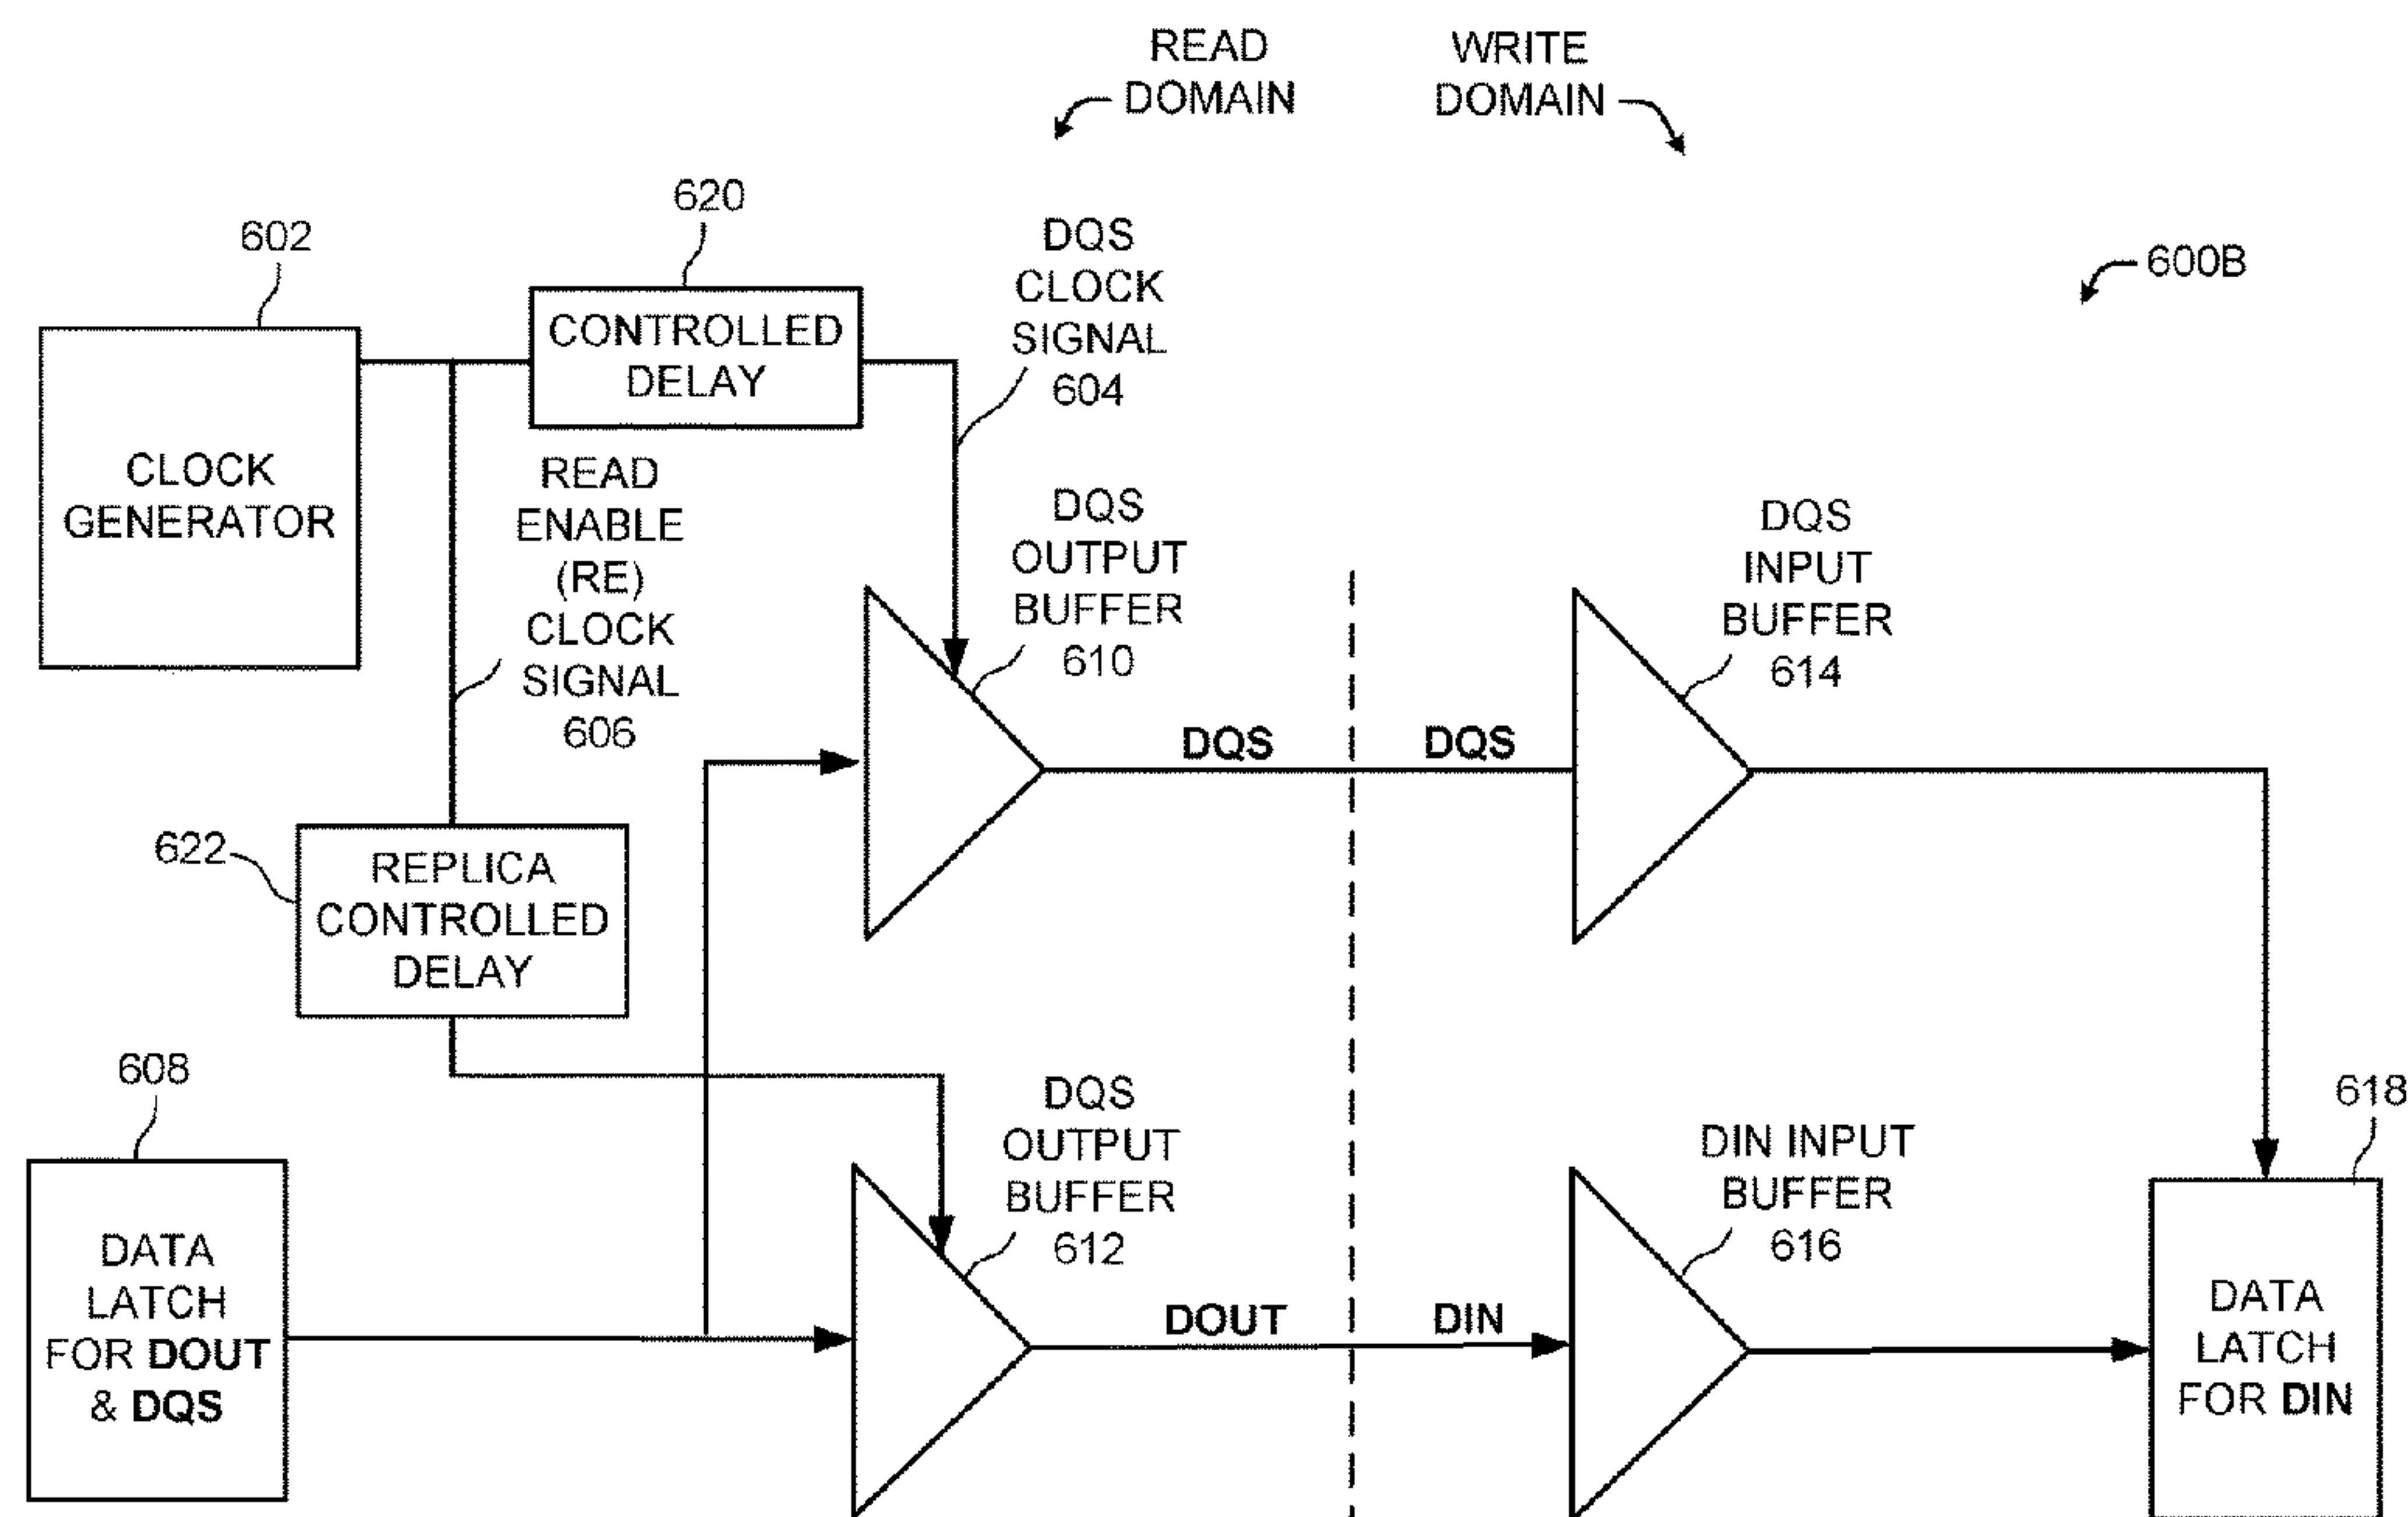 READ
DOMAIN
WRITE
DOMAIN
620
602
DQS
CLOCK
SIGNAL
604
600B
CONTROLLED
DELAY
CLOCK
GENERATOR
READ
ENABLE
(RE)
CLOCK
SIGNAL
606
DQS
OUTPUT
BUFFER
610
DQS
INPUT
BUFFER
614
DQS
DQS
622
REPLICA
CONTROLLED
DELAY
608
DQS
OUTPUT
BUFFER
612
DIN INPUT
BUFFER
616
618
DATA
LATCH
FOR DOUT
& DQS
DOUT
DIN
DATA
LATCH
FOR DIN